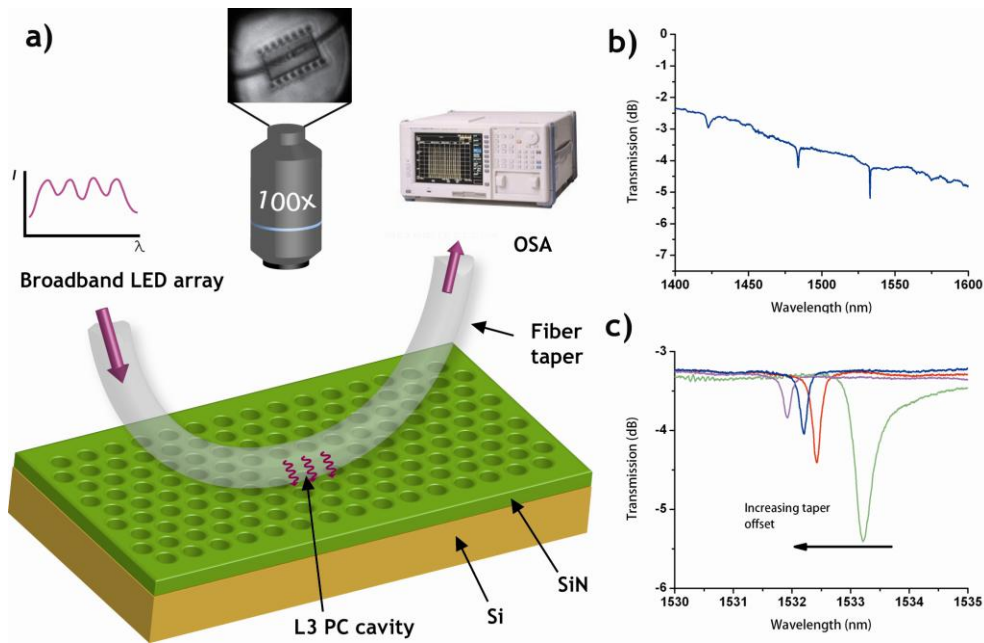 a)
I
λ
Broadband LED array
100x
OSA
Fiber
taper
SiN
Si
L3 PC cavity
b)
Transmission (dB)
0
-1
-2
-3
-4
-5
-6
-7
1400
1450
1500
1550
1600
Wavelength (nm)
c)
Transmission (dB)
-3
-4
-5
-6
Increasing taper
offset
1530
1531
1532
1533
1534
1535
Wavelength (nm)